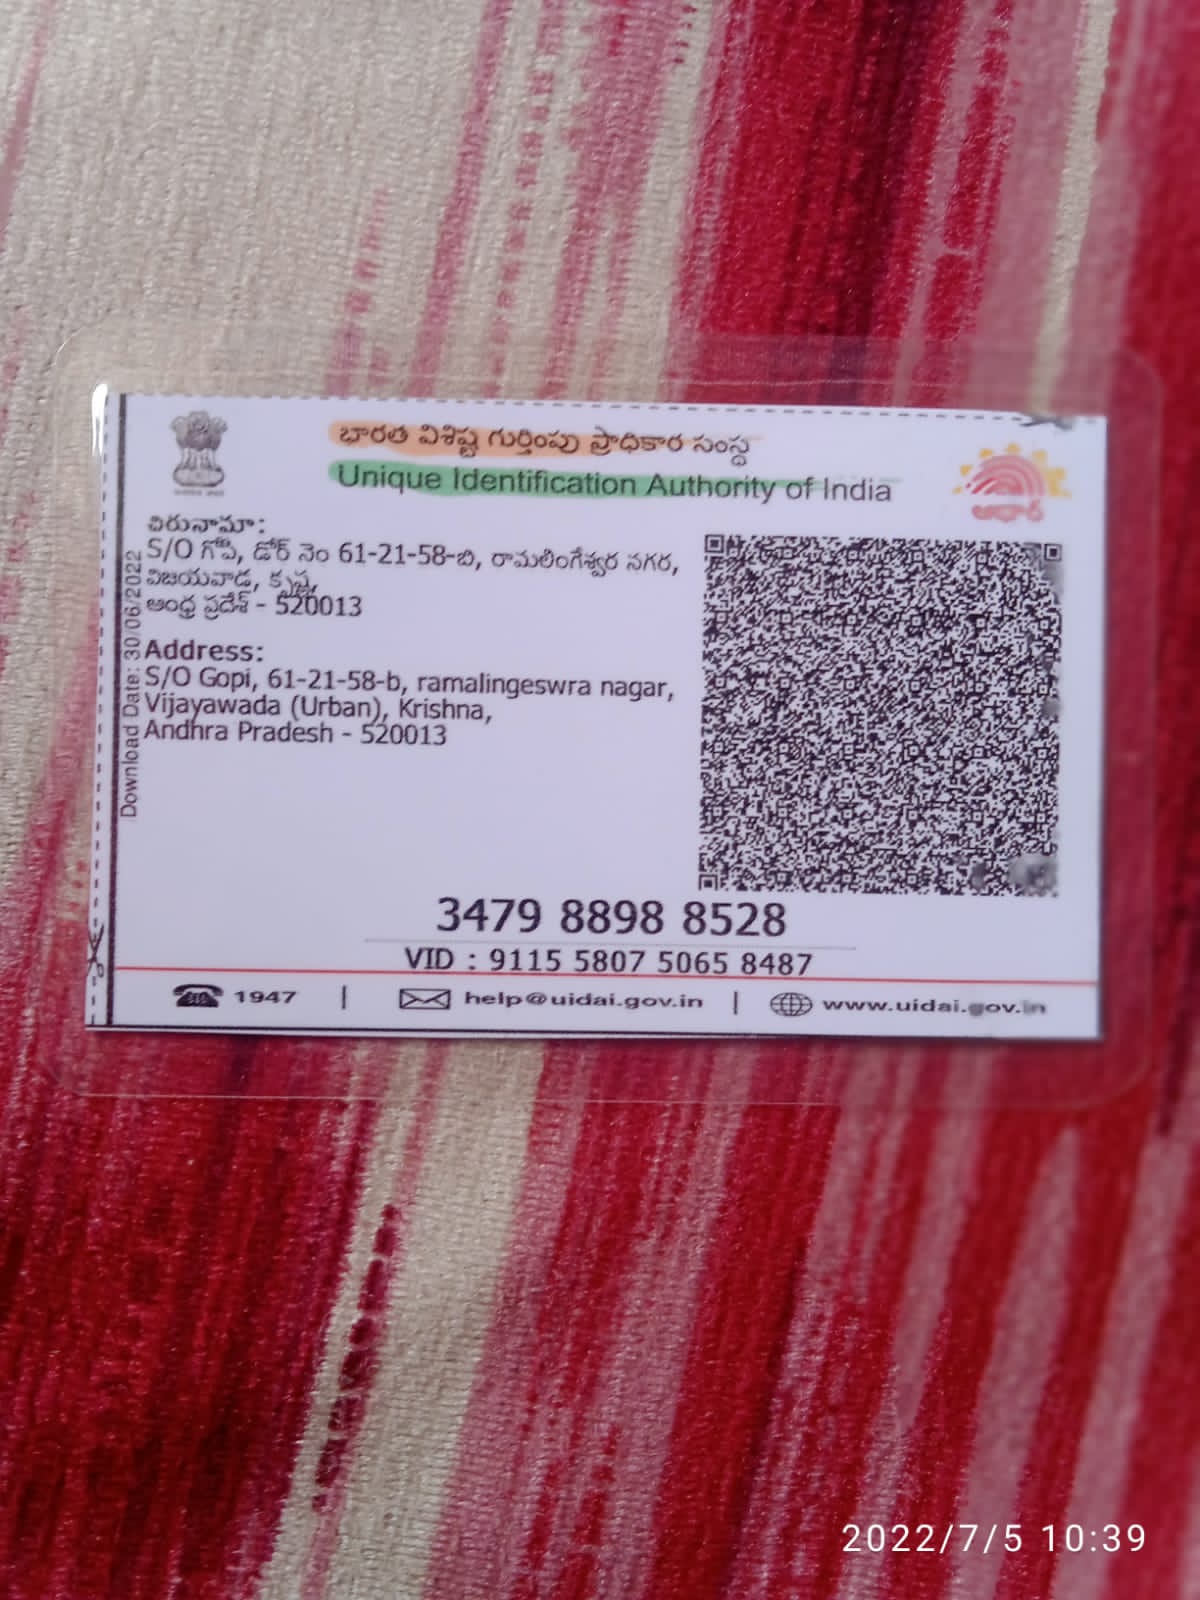 భారత విశిష్ట గుర్తింపు ప్రాధికార సంస్థ
Unique Identification Authority of India
ఆధార్
చిరునామా:
S/O గోపి, డోర్ నెం 61-21-58-బి, రామలింగేశ్వర నగర,
విజయవాడ, కృష్ణ,
ఆంధ్ర ప్రదేశ్ - 520013
Address:
S/O Gopi, 61-21-58-b, ramalingeswra nagar,
Vijayawada (Urban), Krishna,
Andhra Pradesh - 520013
Download Date: 30/06/2022
3479 8898 8528
VID : 9115 5807 5065 8487
1947 | help@uidai.gov.in | www.uidai.gov.in
2022/7/5 10:39